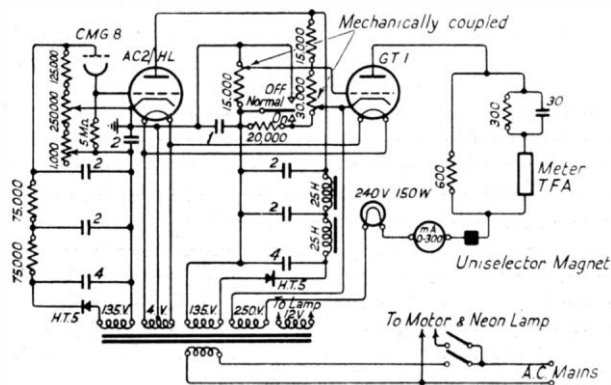 CMG 8
AC2/HL
Mechanically coupled
GT 1
125,000
250,000
1,000
5 MΩ
2
15,000
OFF
Normal
On
15,000
30,000
20,000
1
300
30
600
Meter
TFA
75,000
75,000
2
2
4
2
2
4
25 H
25 H
240V 150W
mA
0-300
Uniselector Magnet
H.T.5
H.T.5
135V.
4V.
135V.
250V.
To Lamp
12V
To Motor & Neon Lamp
A.C. Mains